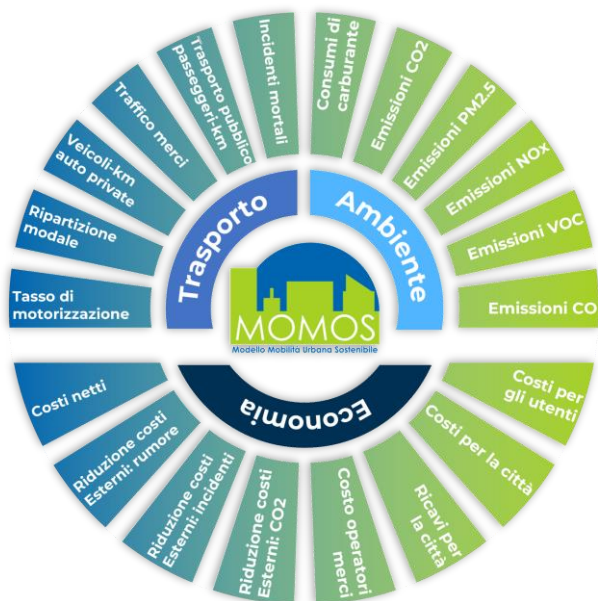 Tasso di
motorizzazione
Ripartizione
modale
Veicoli-km
auto private
Traffico merci
Trasporto pubblico
passeggeri-km
Incidenti mortali
Consumi di
carburante
Emissioni CO2
Emissioni PM2.5
Emissioni NOx
Emissioni VOC
Emissioni CO
Trasporto
Ambiente
MOMOS
Modello Mobilità Urbana Sostenibile
Economia
Costi netti
Riduzione costi
Esterni: rumore
Riduzione costi
Esterni: incidenti
Riduzione costi
Esterni: CO2
Costo operatori
merci
Ricavi per
la città
Costi per la città
Costi per
gli utenti